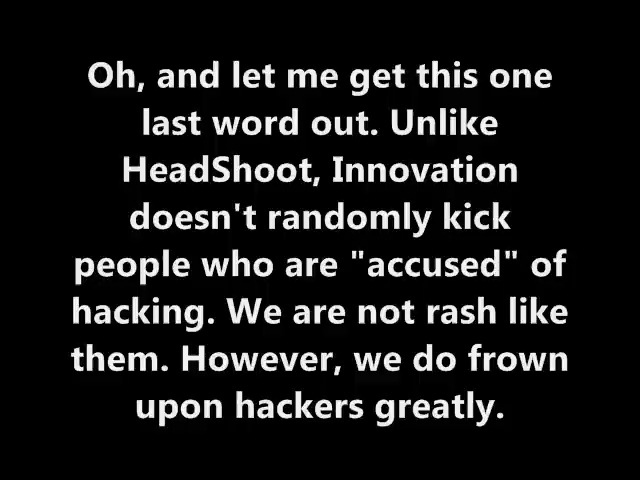 Oh, and let me get this one
last word out. Unlike
HeadShoot, Innovation
doesn't randomly kick
people who are "accused" of
hacking. We are not rash like
them. However, we do frown
upon hackers greatly.